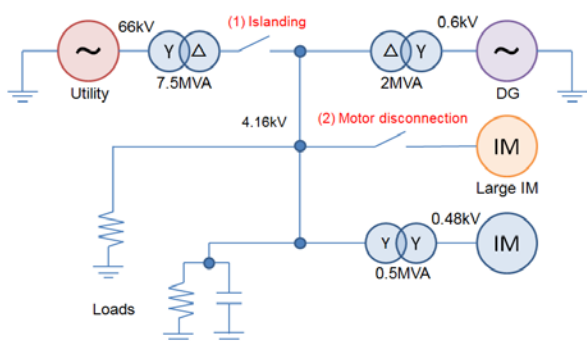 66kV
(1) Islanding
0.6kV
~
Y Δ
Δ Y
~
Utility
7.5MVA
2MVA
DG
4.16kV
(2) Motor disconnection
IM
Large IM
0.48kV
Y Y
IM
0.5MVA
Loads